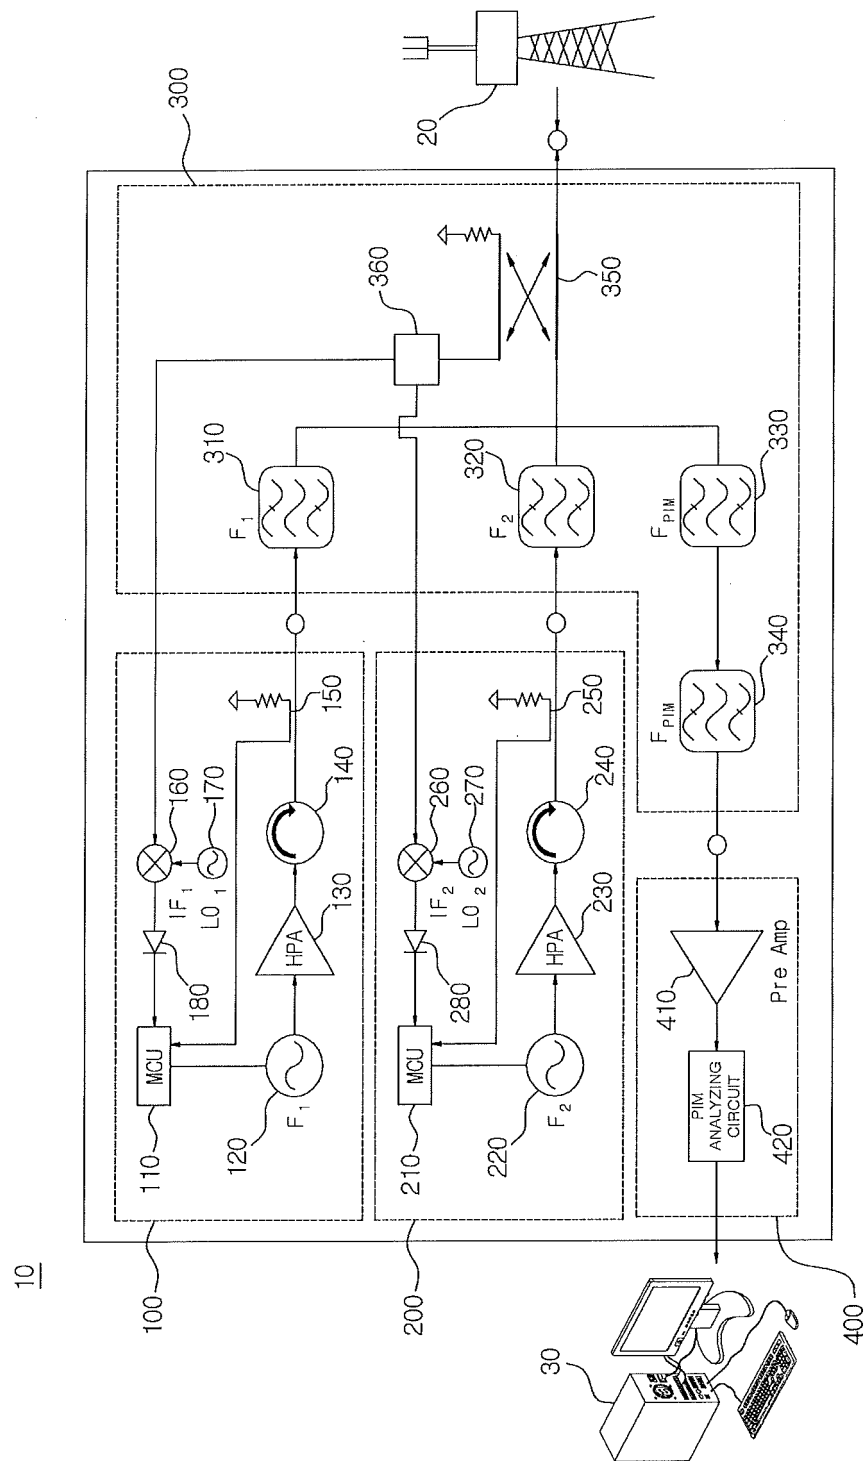 10
100
110
MCU
120
F1
HPA
130
140
150
160
170
IF1
LO1
180
200
210
MCU
220
F2
HPA
230
240
250
260
270
IF2
LO2
280
300
310
F1
320
F2
330
FPIM
340
FPIM
350
360
20
400
410
Pre Amp
PIM
ANALYZING
CIRCUIT
420
30